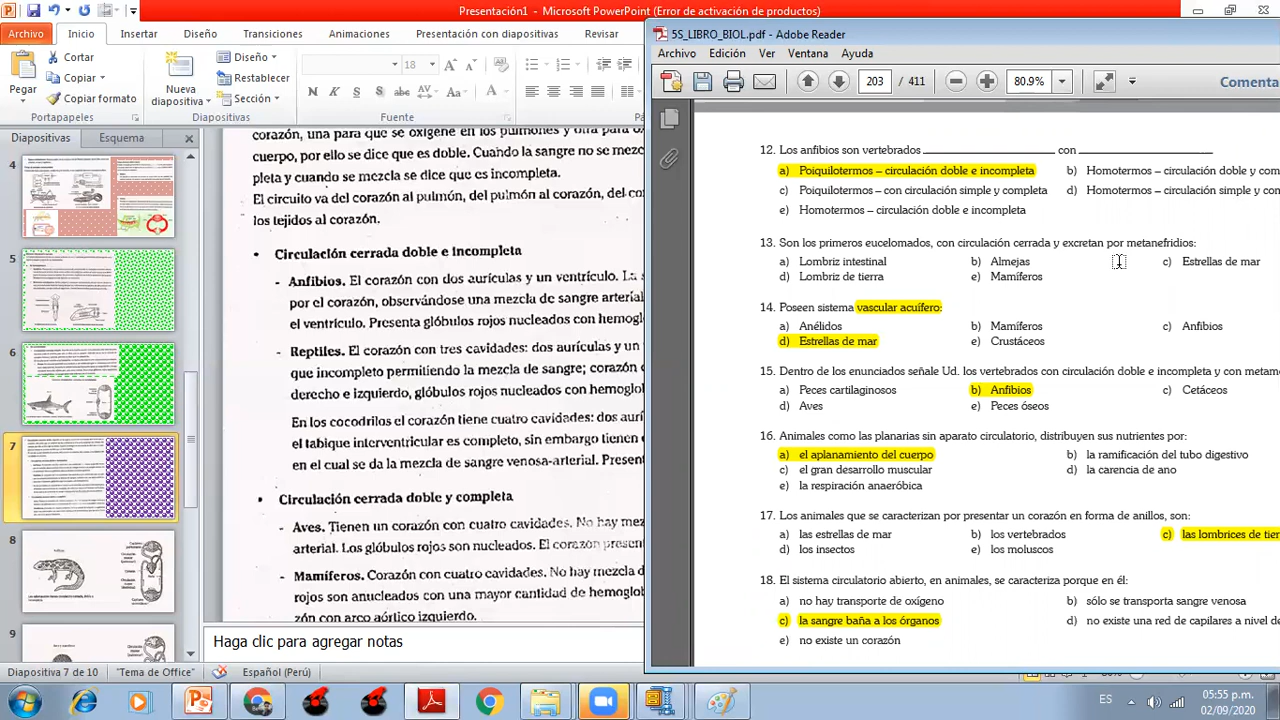 Presentación1 - Microsoft PowerPoint (Error de activación de productos)
Archivo
Inicio
Insertar
Diseño
Transiciones
Animaciones
Presentación con diapositivas
Revisar
Pegar
Cortar
Copiar
Copiar formato
Nueva
diapositiva
Diseño
Restablecer
Sección
18
Portapapeles
Diapositivas
Fuente
Diapositivas
Esquema
4
5
6
7
8
9
corazón, una para que se oxigene en los pulmones y otra para
cuerpo, por ello se dice que es doble. Cuando la sangre no se mezc
pleta y cuando se mezcla se dice que es incompleta.
El circuito va del corazón al pulmón, del pulmón al corazón, del co
los tejidos al corazón.
• Circulación cerrada doble e incompleta
- Anfibios. El corazón con dos aurículas y un ventrículo. La s
por el corazón, observándose una mezcla de sangre arterial
el ventrículo. Presenta glóbulos rojos nucleados con hemogl
- Reptiles. El corazón con tres cavidades: dos aurículas y un
que incompleto permitiendo la mezcla de sangre; corazón
derecho e izquierdo, glóbulos rojos nucleados con hemoglob
En los cocodrilos el corazón tiene cuatro cavidades: dos aurí
el tabique interventricular es completo, sin embargo tienen
en cual se da la mezcla de sangre venosa-arterial. Present
• Circulación cerrada doble y completa
- Aves. Tienen un corazón con cuatro cavidades. No hay mez
arterial. Los glóbulos rojos son nucleados. El corazón present
- Mamíferos. Corazón con cuatro cavidades. No hay mezcla d
rojos son anucleados con una mayor cantidad de hemoglob
zón con arco aórtico izquierdo.
Haga clic para agregar notas
Diapositiva 7 de 10
"Tema de Office"
Español (Perú)
5S_LIBRO_BIOL.pdf - Adobe Reader
Archivo Edición Ver Ventana Ayuda
203 / 411
80.9%
Comenta
12. Los anfibios son vertebrados ____________ con ____________
a) Poiquilotermos – circulación doble e incompleta
b) Homotermos – circulación doble y com
c) Poiquilotermos – con circulación simple y completa
d) Homotermos – circulación simple y co
e) Homotermos – circulación doble e incompleta
13. Son los primeros eucelomados, con circulación cerrada y excretan por metanefridios:
a) Lombriz intestinal b) Almejas c) Estrellas de mar
d) Lombriz de tierra e) Mamíferos
14. Poseen sistema vascular acuífero:
a) Anélidos b) Mamíferos c) Anfibios
d) Estrellas de mar e) Crustáceos
15. Dentro de los enunciados señale Ud. los vertebrados con circulación doble e incompleta y con metamo
a) Peces cartilaginosos b) Anfibios c) Cetáceos
d) Aves e) Peces óseos
16. Animales como las planarias sin aparato circulatorio, distribuyen sus nutrientes por:
a) el aplanamiento del cuerpo b) la ramificación del tubo digestivo
c) el gran desarrollo muscular d) la carencia de ano
e) la respiración anaeróbica
17. Los animales que se caracterizan por presentar un corazón en forma de anillos, son:
a) las estrellas de mar b) los vertebrados c) las lombrices de tier
d) los insectos e) los moluscos
18. El sistema circulatorio abierto, en animales, se caracteriza porque en él:
a) no hay transporte de oxígeno b) sólo se transporta sangre venosa
c) la sangre baña a los órganos d) no existe una red de capilares a nivel de
e) no existe un corazón
ES
05:55 p.m.
02/09/2020